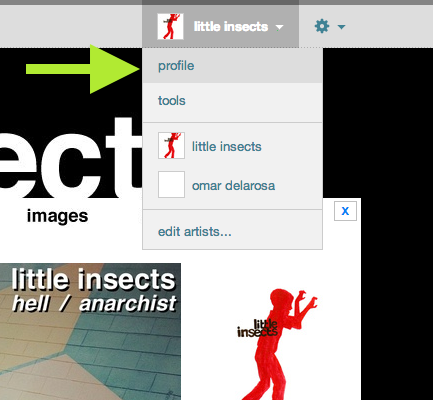 little insects
profile
tools
little insects
omar delarosa
edit artists...
ect
images
x
little insects
hell / anarchist
little
insects